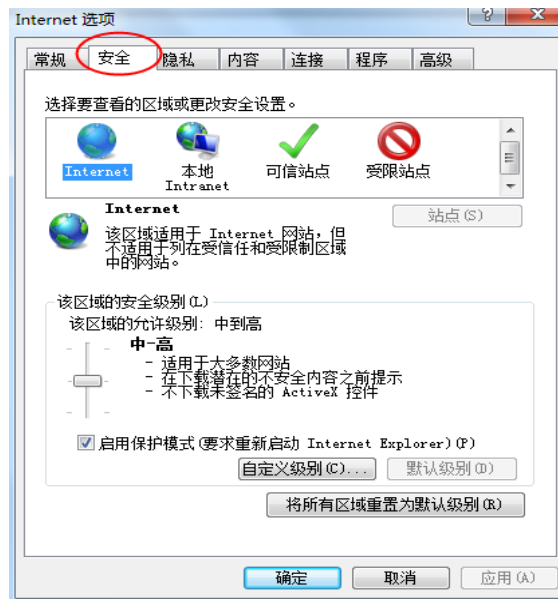 Internet 选项
常规 安全 隐私 内容 连接 程序 高级
选择要查看的区域或更改安全设置。
Internet 本地 Intranet 可信站点 受限站点
Internet
站点(S)
该区域适用于 Internet 网站，但
不适用于列在受信任和受限制区域
中的网站。
该区域的安全级别(L)
该区域的允许级别: 中到高
中-高
- 适用于大多数网站
- 在下载潜在的不安全内容之前提示
- 不下载未签名的 ActiveX 控件
启用保护模式(要求重新启动 Internet Explorer)(P)
自定义级别(C)... 默认级别(D)
将所有区域重置为默认级别(R)
确定 取消 应用(A)